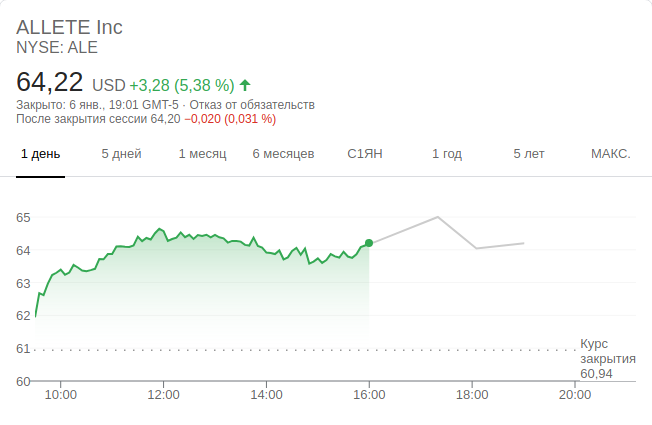 ALLETE Inc
NYSE: ALE
64,22 USD +3,28 (5,38 %)
Закрыто: 6 янв., 19:01 GMT-5 · Отказ от обязательств
После закрытия сессии 64,20 −0,020 (0,031 %)
1 день 5 дней 1 месяц 6 месяцев С1ЯН 1 год 5 лет МАКС.
65
64
63
62
61
60
Курс
закрытия
60,94
10:00 12:00 14:00 16:00 18:00 20:00